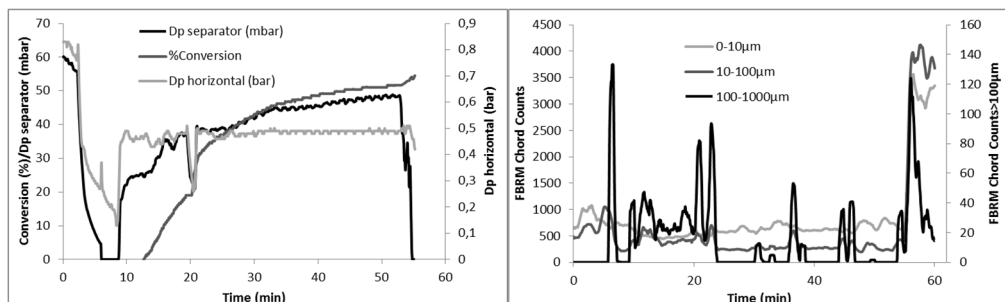 70
60
50
40
30
20
10
0
Conversion (%)/Dp separator (mbar)
Dp separator (mbar)
%Conversion
Dp horizontal (bar)
0,9
0,8
0,7
0,6
0,5
0,4
0,3
0,2
0,1
0
Dp horizontal (bar)
0 10 20 30 40 50 60
Time (min)
4500
4000
3500
3000
2500
2000
1500
1000
500
0
FBRM Chord Counts
0-10µm
10-100µm
100-1000µm
160
140
120
100
80
60
40
20
0
FBRM Chord Counts>100µm
0 20 40 60
Time (min)